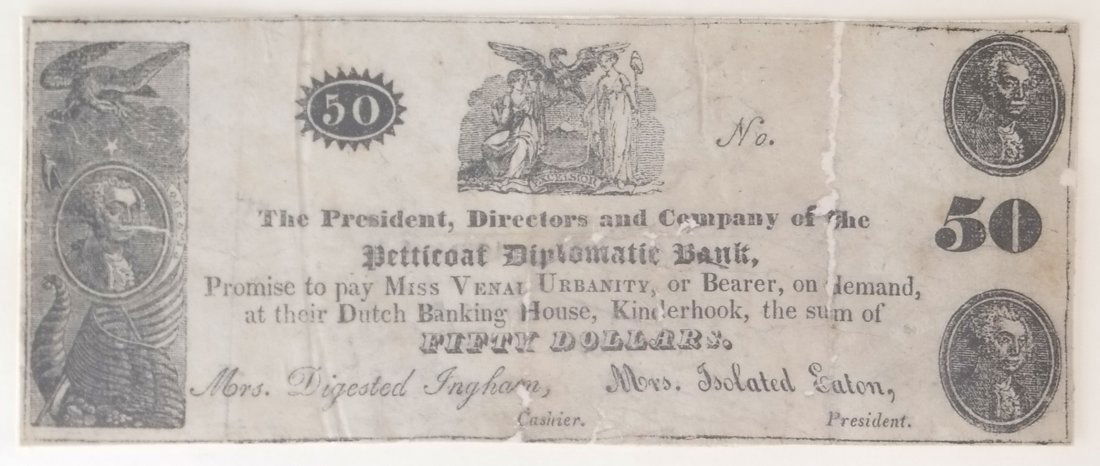 50
No.
EXCELSIOR
The President, Directors and Company of the
Petticoat Diplomatic Bank,
Promise to pay MISS VENAL URBANITY, or Bearer, on demand,
at their Dutch Banking House, Kinderhook, the sum of
FIFTY DOLLARS.
Mrs. Digested Ingham,
Cashier.
Mrs. Isolated Eaton,
President.
50